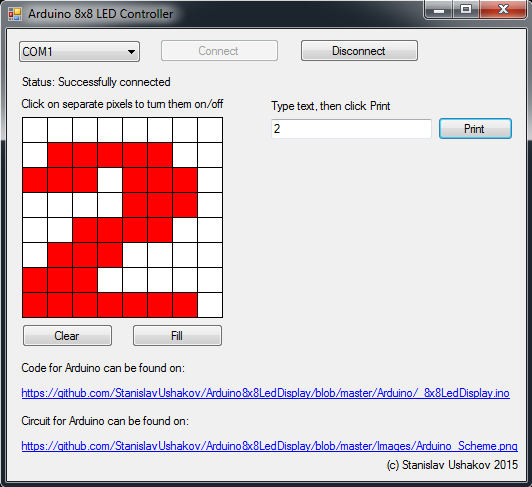 Arduino 8x8 LED Controller
COM1 Connect Disconnect
Status: Successfully connected
Click on separate pixels to turn them on/off
Type text, then click Print
2 Print
Clear Fill
Code for Arduino can be found on:
https://github.com/StanislavUshakov/Arduino8x8LedDisplay/blob/master/Arduino/_8x8LedDisplay.ino
Circuit for Arduino can be found on:
https://github.com/StanislavUshakov/Arduino8x8LedDisplay/blob/master/Images/Arduino_Scheme.png
(c) Stanislav Ushakov 2015